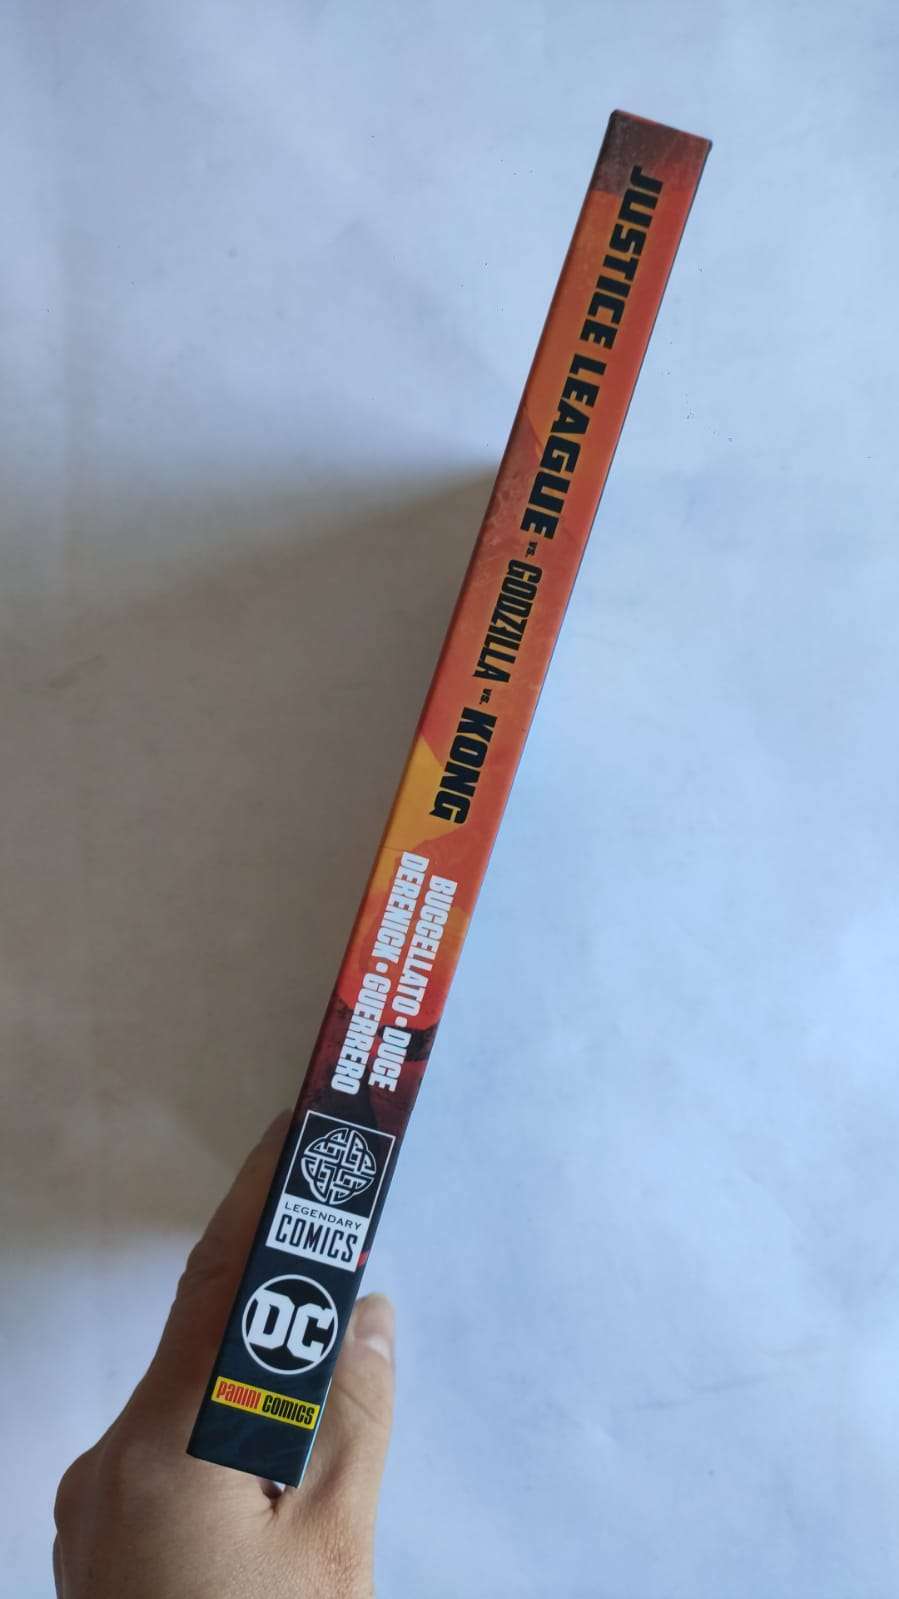 JUSTICE LEAGUE VS. GODZILLA VS. KONG
BUCCELLATO • DUCE
DERENICK • GUERRERO
LEGENDARY
COMICS
DC
PANINI COMICS